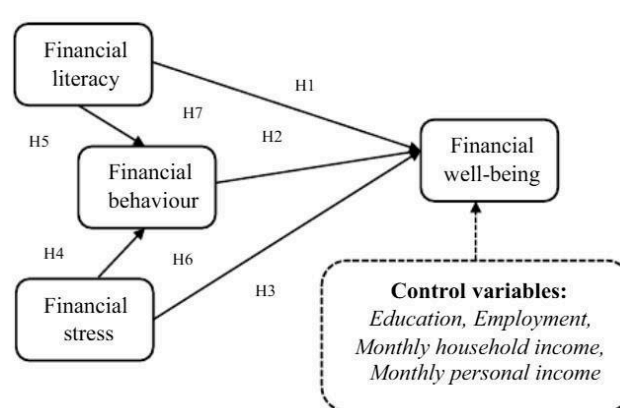 Financial
literacy
H1
H7
H2
H5
Financial
behaviour
Financial
well-being
H4
H6
H3
Financial
stress
Control variables:
Education, Employment,
Monthly household income,
Monthly personal income